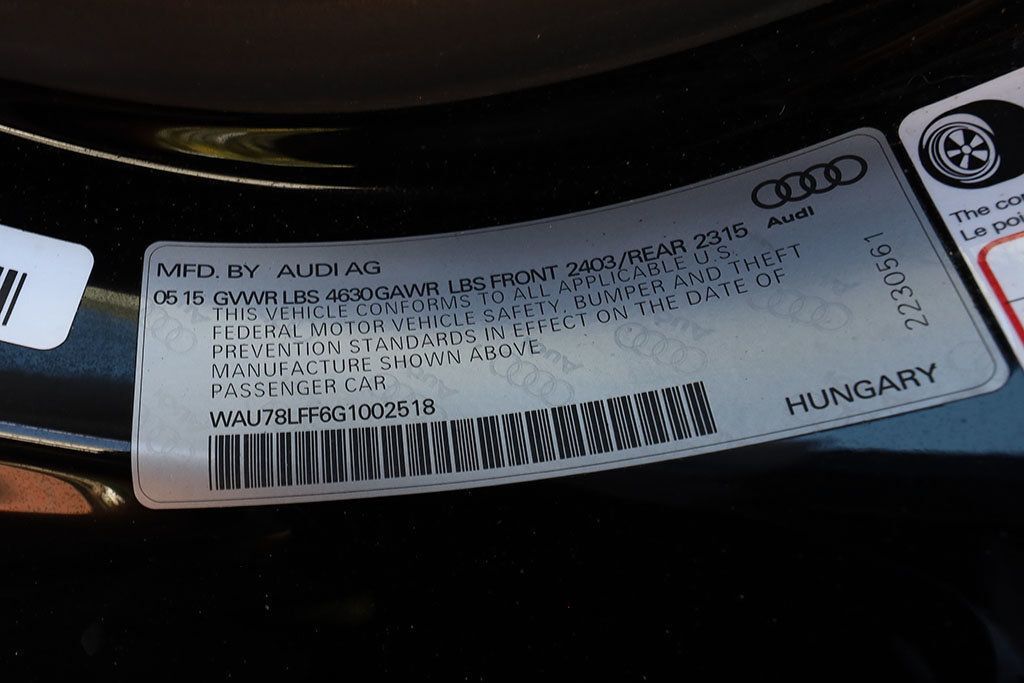 Audi
MFD. BY AUDI AG
05 15 GVWR LBS 4630 GAWR LBS FRONT 2403/REAR 2315
THIS VEHICLE CONFORMS TO ALL APPLICABLE U.S.
FEDERAL MOTOR VEHICLE SAFETY, BUMPER AND THEFT
PREVENTION STANDARDS IN EFFECT ON THE DATE OF
MANUFACTURE SHOWN ABOVE
PASSENGER CAR
WAU78LFF6G1002518
HUNGARY
2230561
The
Le